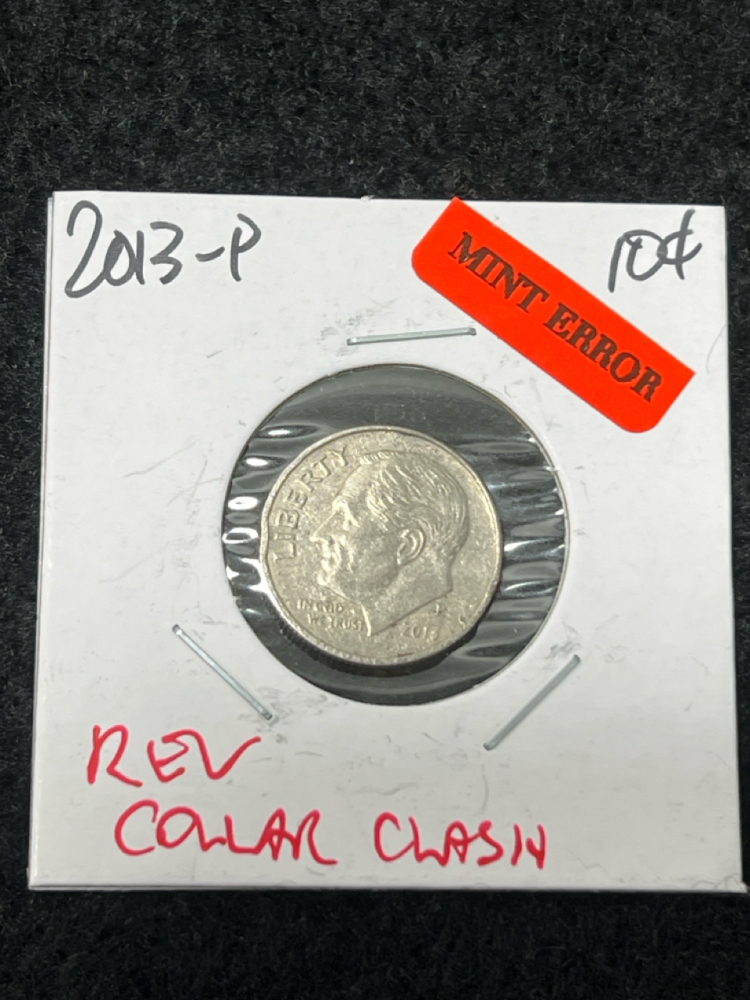 2013-P
10¢
MINT ERROR
LIBERTY
IN GOD
WE TRUST
P
2013
REV
COLLAR CLASH